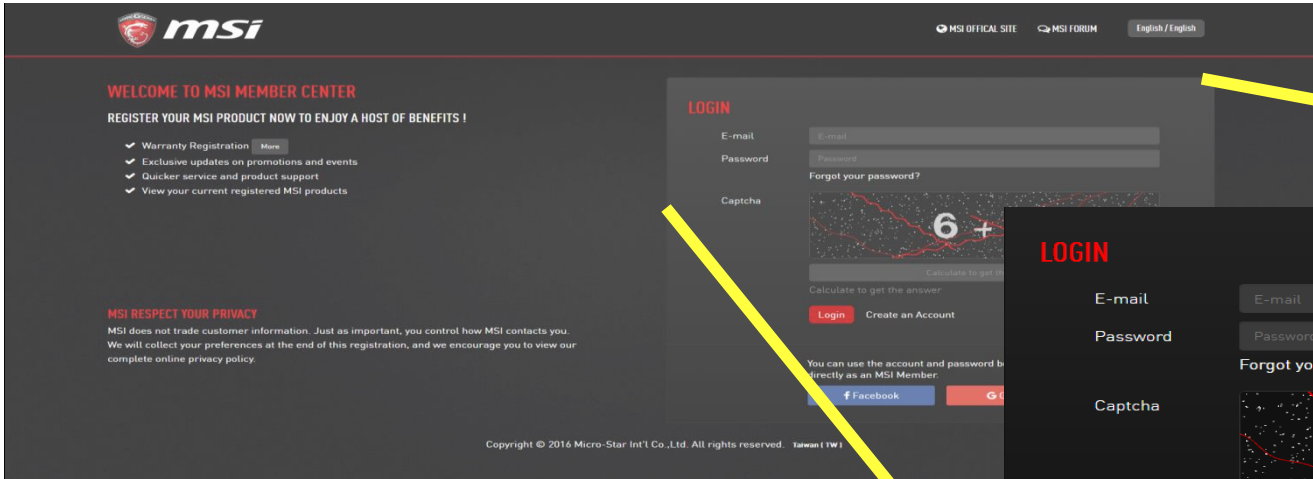 msi
MSI OFFICAL SITE MSI FORUM English / English
WELCOME TO MSI MEMBER CENTER
REGISTER YOUR MSI PRODUCT NOW TO ENJOY A HOST OF BENEFITS !
Warranty Registration More
Exclusive updates on promotions and events
Quicker service and product support
View your current registered MSI products
MSI RESPECT YOUR PRIVACY
MSI does not trade customer information. Just as important, you control how MSI contacts you.
We will collect your preferences at the end of this registration, and we encourage you to view our
complete online privacy policy.
LOGIN
E-mail E-mail
Password Password
Forgot your password?
Captcha
6 +
Calculate to get
Calculate to get the answer
Login Create an Account
You can use the account and password
directly as an MSI Member.
Facebook G
LOGIN
E-mail E-mail
Password Password
Forgot
Captcha
Copyright © 2016 Micro-Star Int'l Co.,Ltd. All rights reserved. Taiwan ( TW )